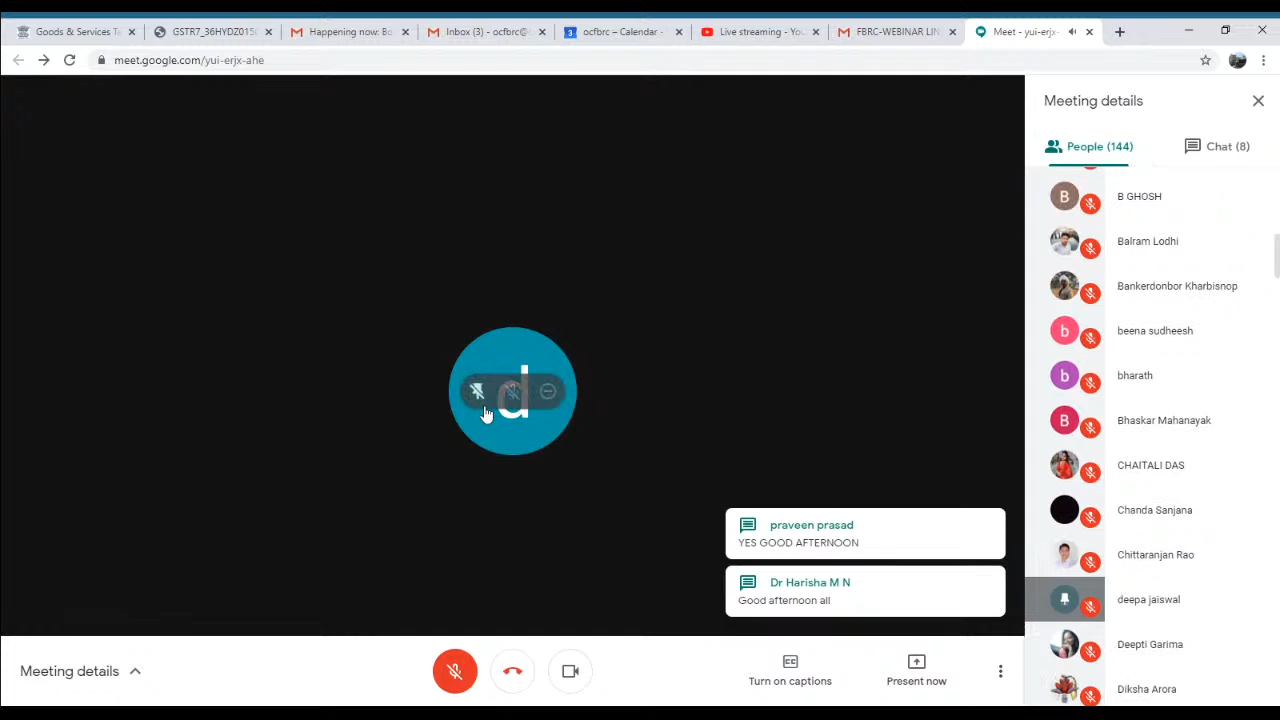 Goods & Services Te
GSTR7_36HYDZ015
Happening now: Bo
Inbox (3) - ocfbrc
ocfbrc – Calendar -
Live streaming - You
FBRC-WEBINAR LIN
Meet - yui-erjx-
meet.google.com/yui-erjx-ahe
Meeting details
People (144)
Chat (8)
B
B GHOSH
Balram Lodhi
Bankerdonbor Kharbisnop
b
beena sudheesh
b
bharath
B
Bhaskar Mahanayak
CHAITALI DAS
Chanda Sanjana
Chittaranjan Rao
deepa jaiswal
Deepti Garima
Diksha Arora
d
praveen prasad
YES GOOD AFTERNOON
Dr Harisha M N
Good afternoon all
Meeting details
CC
Turn on captions
Present now